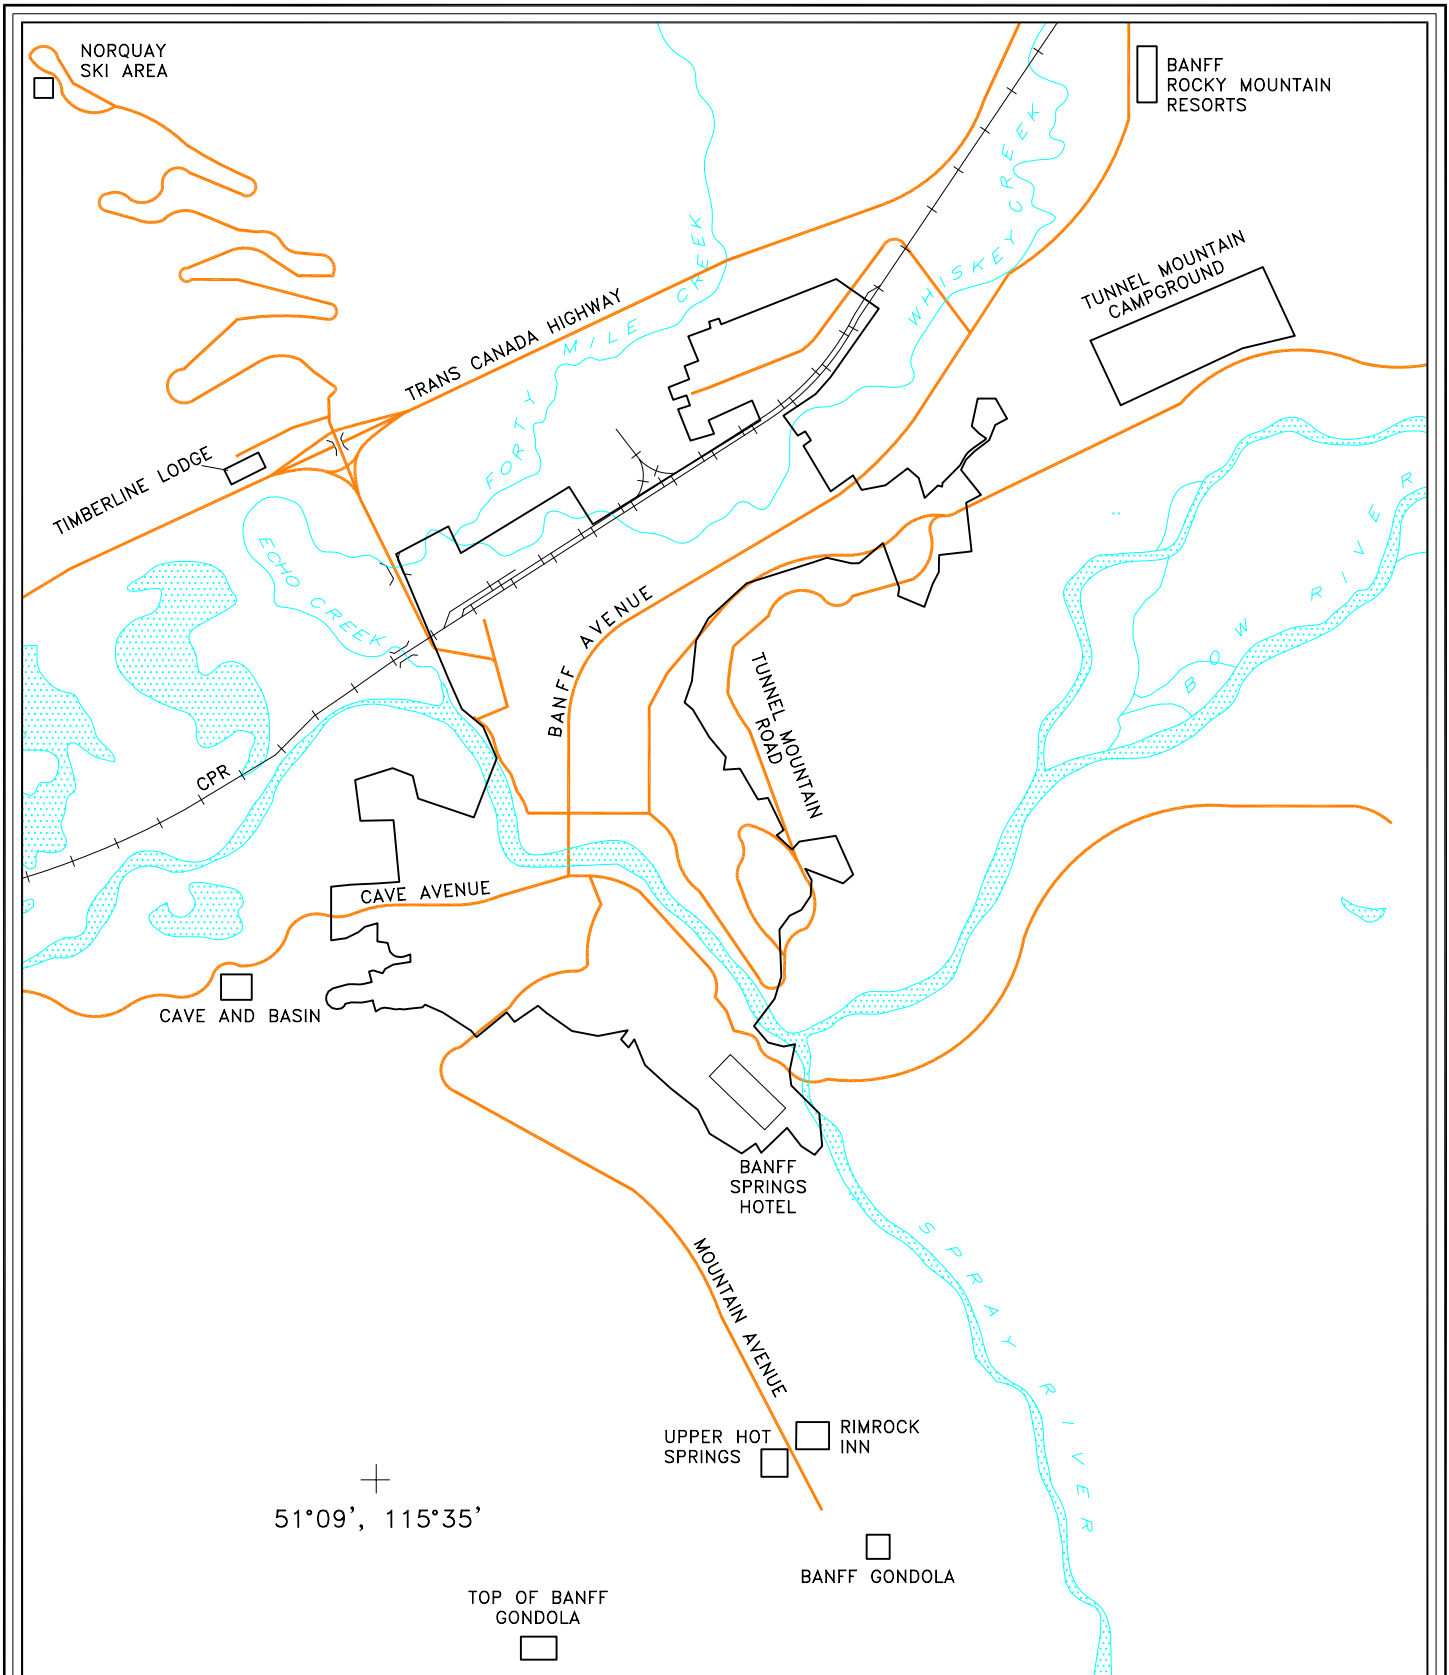 NORQUAY
SKI AREA
BANFF
ROCKY MOUNTAIN
RESORTS
FORTY MILE CREEK
WHISKEY CREEK
TUNNEL MOUNTAIN
CAMPGROUND
TRANS CANADA HIGHWAY
TIMBERLINE LODGE
ECHO CREEK
BOW RIVER
BANFF AVENUE
TUNNEL MOUNTAIN
ROAD
CPR
CAVE AVENUE
CAVE AND BASIN
BANFF
SPRINGS
HOTEL
SPRAY RIVER
MOUNTAIN AVENUE
UPPER HOT
SPRINGS
RIMROCK
INN
51°09', 115°35'
BANFF GONDOLA
TOP OF BANFF
GONDOLA